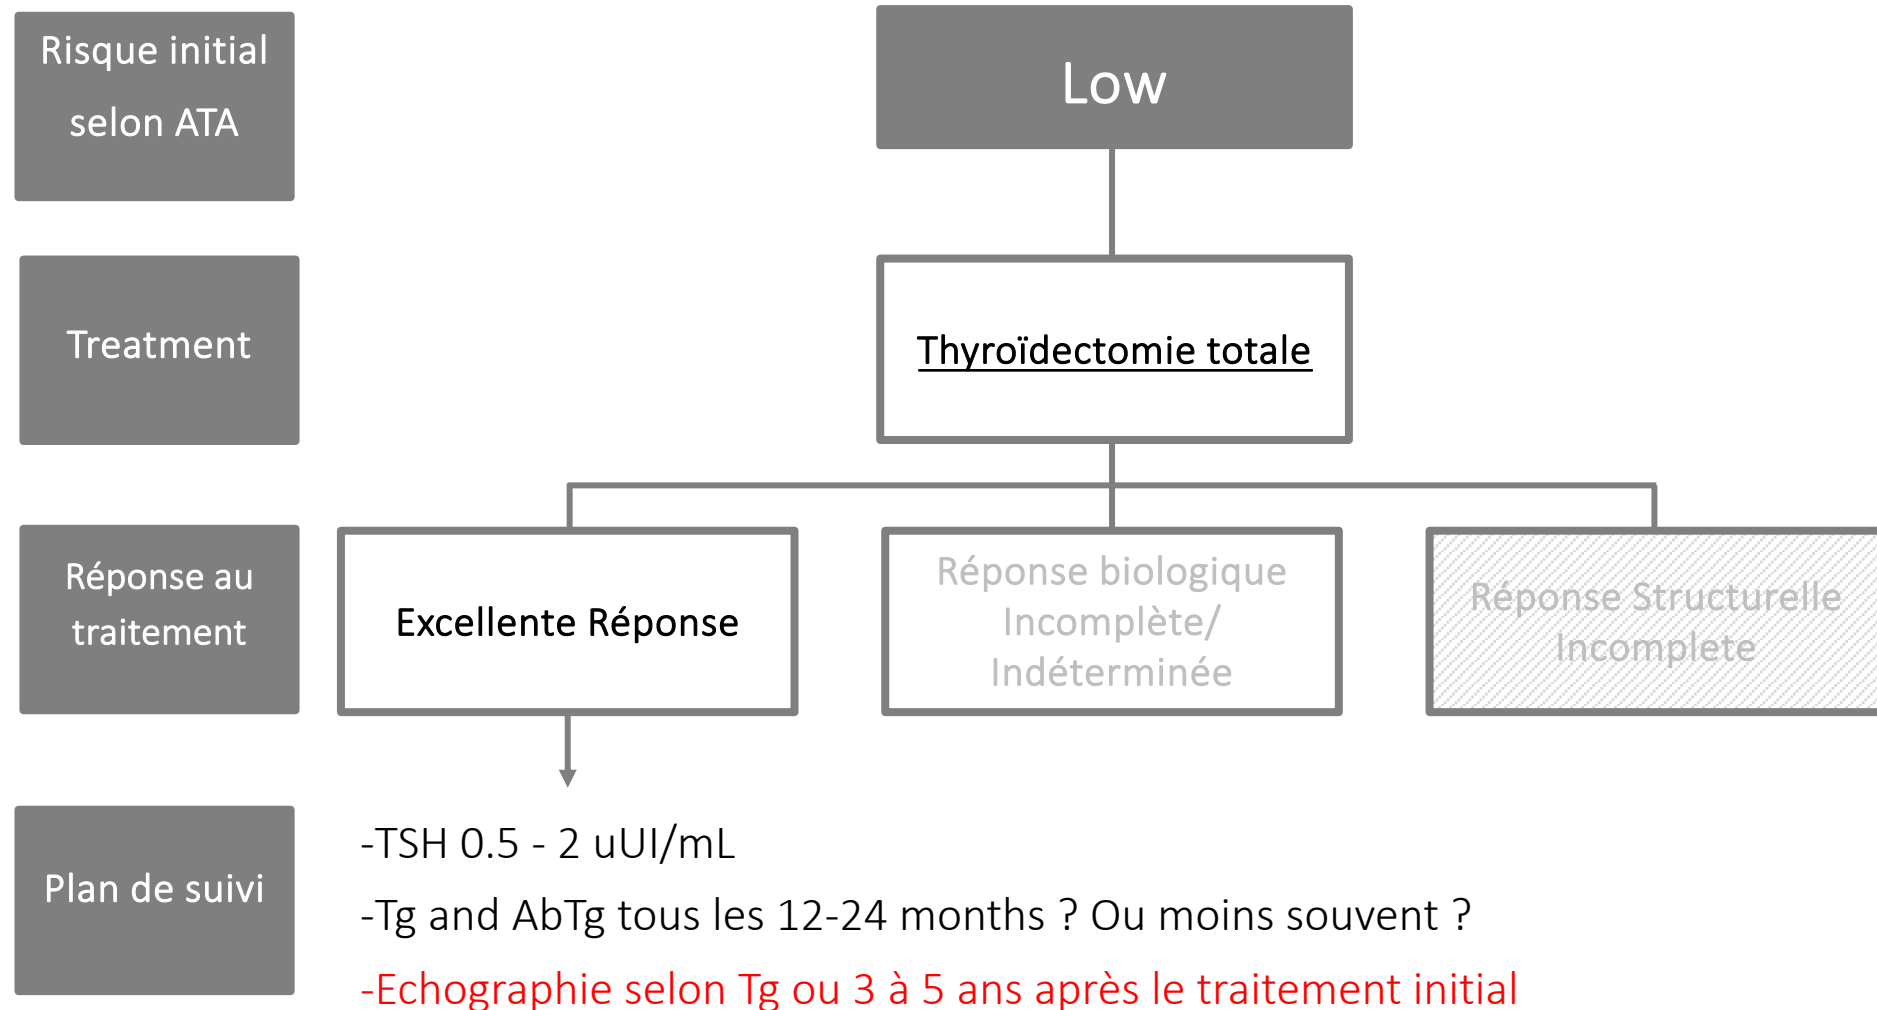 Risque initial
selon ATA
Low
Treatment
Thyroïdectomie totale
Réponse au
traitement
Excellente Réponse
Réponse biologique
Incomplète/
Indéterminée
Réponse Structurelle
Incomplete
Plan de suivi
-TSH 0.5 - 2 uUI/mL
-Tg and AbTg tous les 12-24 months ? Ou moins souvent ?
-Echographie selon Tg ou 3 à 5 ans après le traitement initial